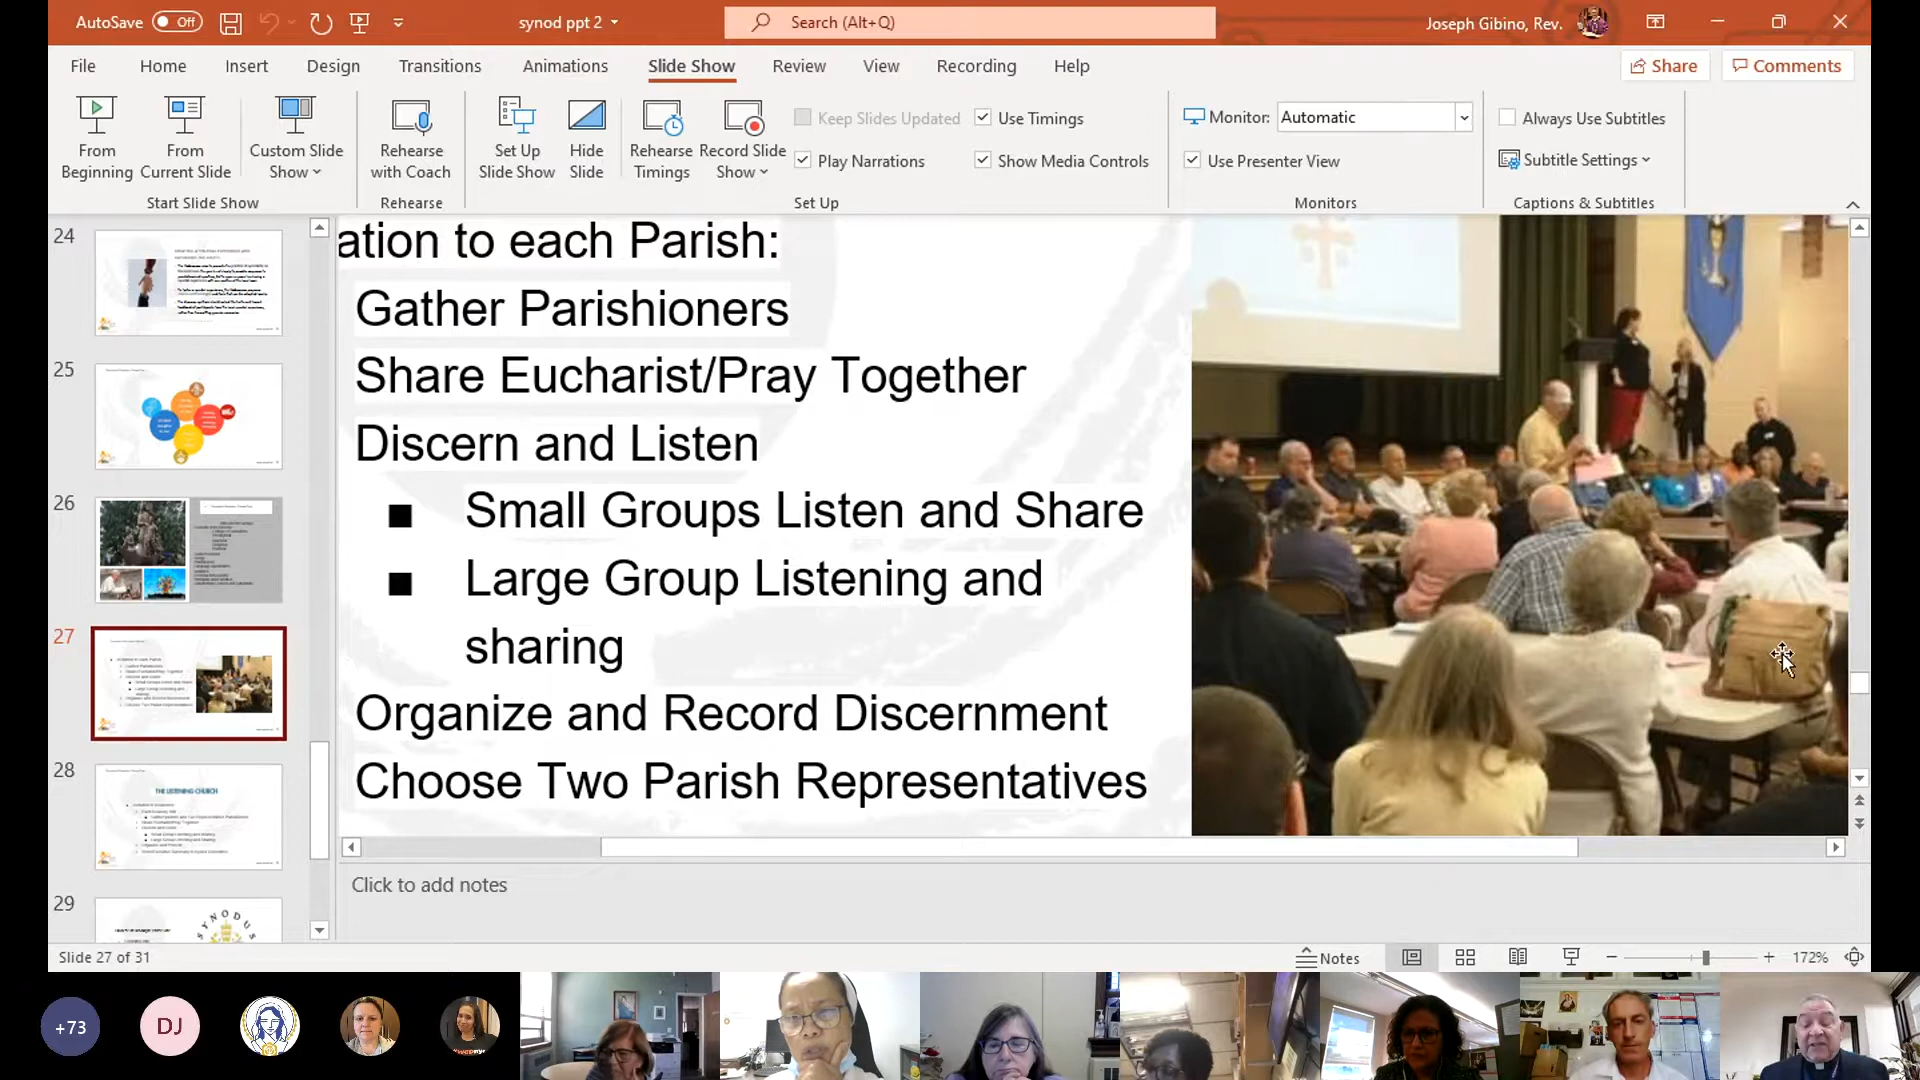 AutoSave Off
synod ppt 2
Search (Alt+Q)
Joseph Gibino, Rev.
File Home Insert Design Transitions Animations Slide Show Review View Recording Help
Share Comments
From Beginning
From Current Slide
Custom Slide Show
Rehearse with Coach
Set Up Slide Show
Hide Slide
Rehearse Timings
Record Slide Show
Keep Slides Updated
Use Timings
Play Narrations
Show Media Controls
Monitor: Automatic
Use Presenter View
Always Use Subtitles
Subtitle Settings
Start Slide Show
Rehearse
Set Up
Monitors
Captions & Subtitles
24
25
26
27
28
THE LISTENING CHURCH
29
SYNODUS
ation to each Parish:
Gather Parishioners
Share Eucharist/Pray Together
Discern and Listen
■ Small Groups Listen and Share
■ Large Group Listening and
sharing
Organize and Record Discernment
Choose Two Parish Representatives
Click to add notes
Slide 27 of 31
Notes
172%
+73
DJ